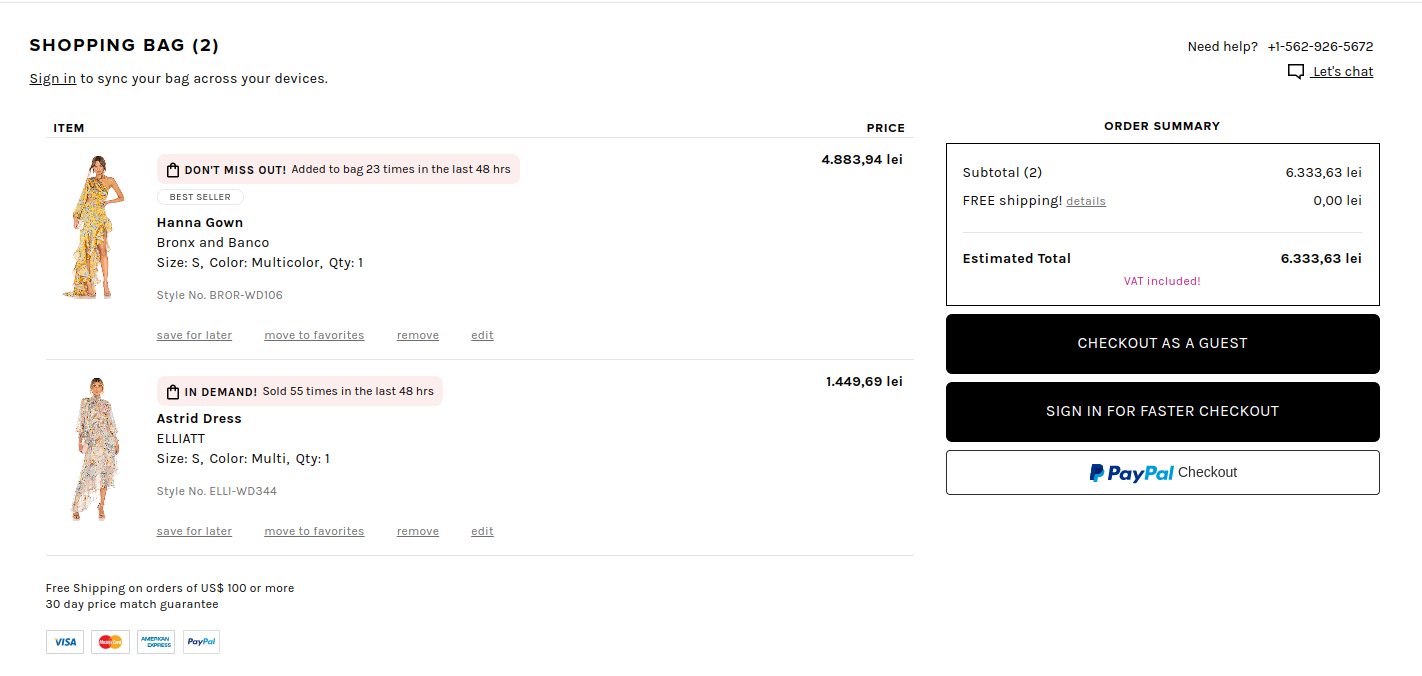 SHOPPING BAG (2)
Sign in to sync your bag across your devices.
Need help? +1-562-926-5672
Let's chat
ITEM
PRICE
DON'T MISS OUT! Added to bag 23 times in the last 48 hrs
4.883,94 lei
BEST SELLER
Hanna Gown
Bronx and Banco
Size: S, Color: Multicolor, Qty: 1
Style No. BROR-WD106
save for later
move to favorites
remove
edit
IN DEMAND! Sold 55 times in the last 48 hrs
1.449,69 lei
Astrid Dress
ELLIATT
Size: S, Color: Multi, Qty: 1
Style No. ELLI-WD344
save for later
move to favorites
remove
edit
Free Shipping on orders of US$ 100 or more
30 day price match guarantee
VISA
MasterCard
AMERICAN EXPRESS
PayPal
ORDER SUMMARY
Subtotal (2) 6.333,63 lei
FREE shipping! details 0,00 lei
Estimated Total 6.333,63 lei
VAT included!
CHECKOUT AS A GUEST
SIGN IN FOR FASTER CHECKOUT
PayPal Checkout